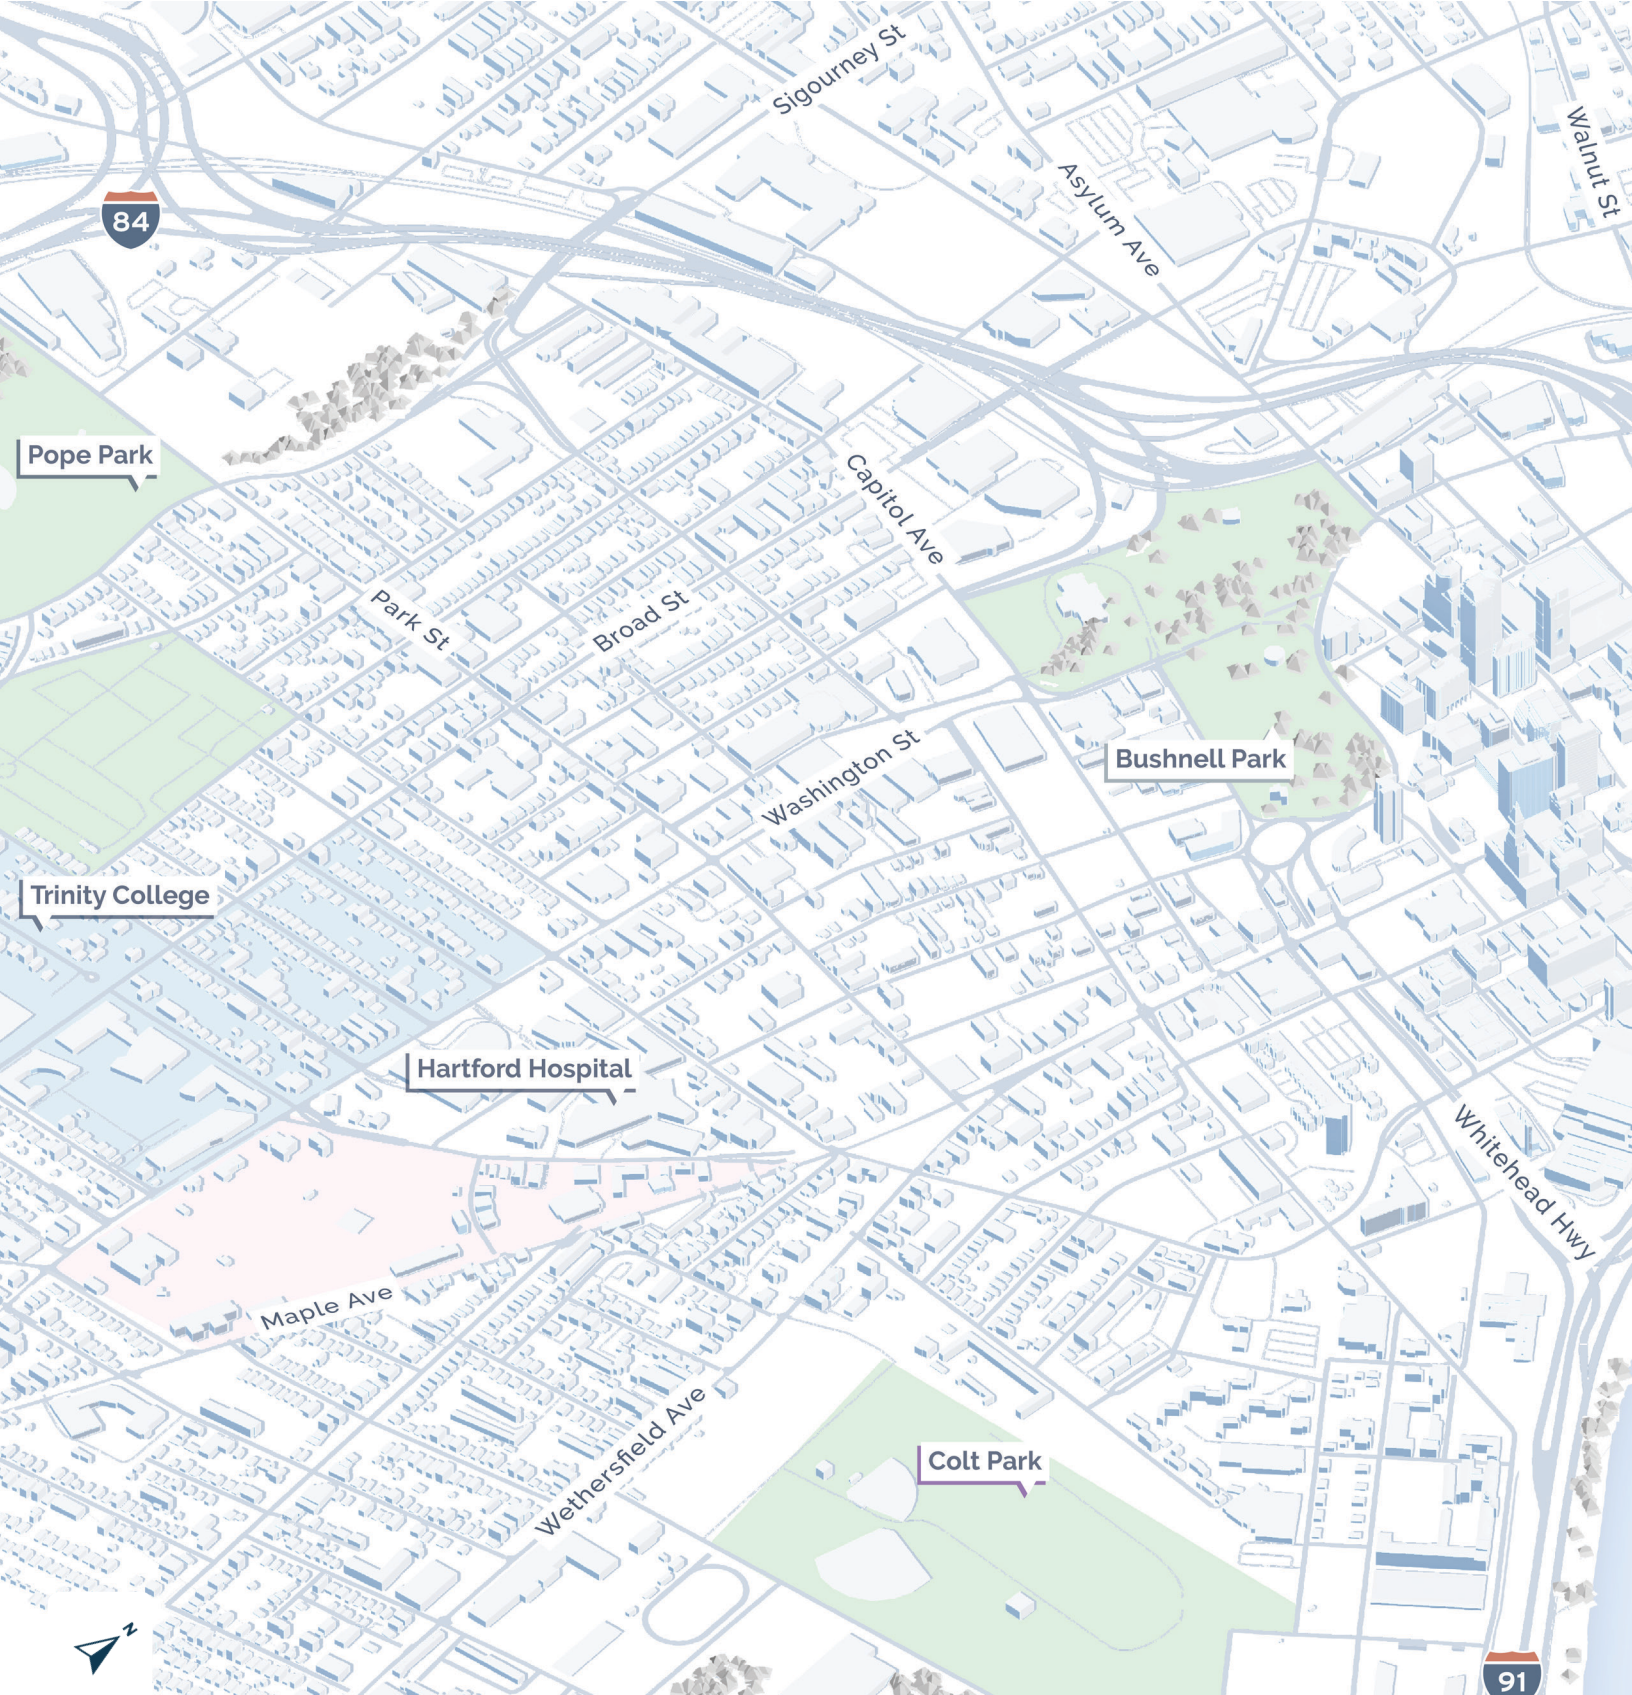 Sigourney St
Walnut St
Asylum Ave
84
Pope Park
Capitol Ave
Park St
Broad St
Washington St
Bushnell Park
Trinity College
Hartford Hospital
Whitehead Hwy
Maple Ave
Wethersfield Ave
Colt Park
N
91